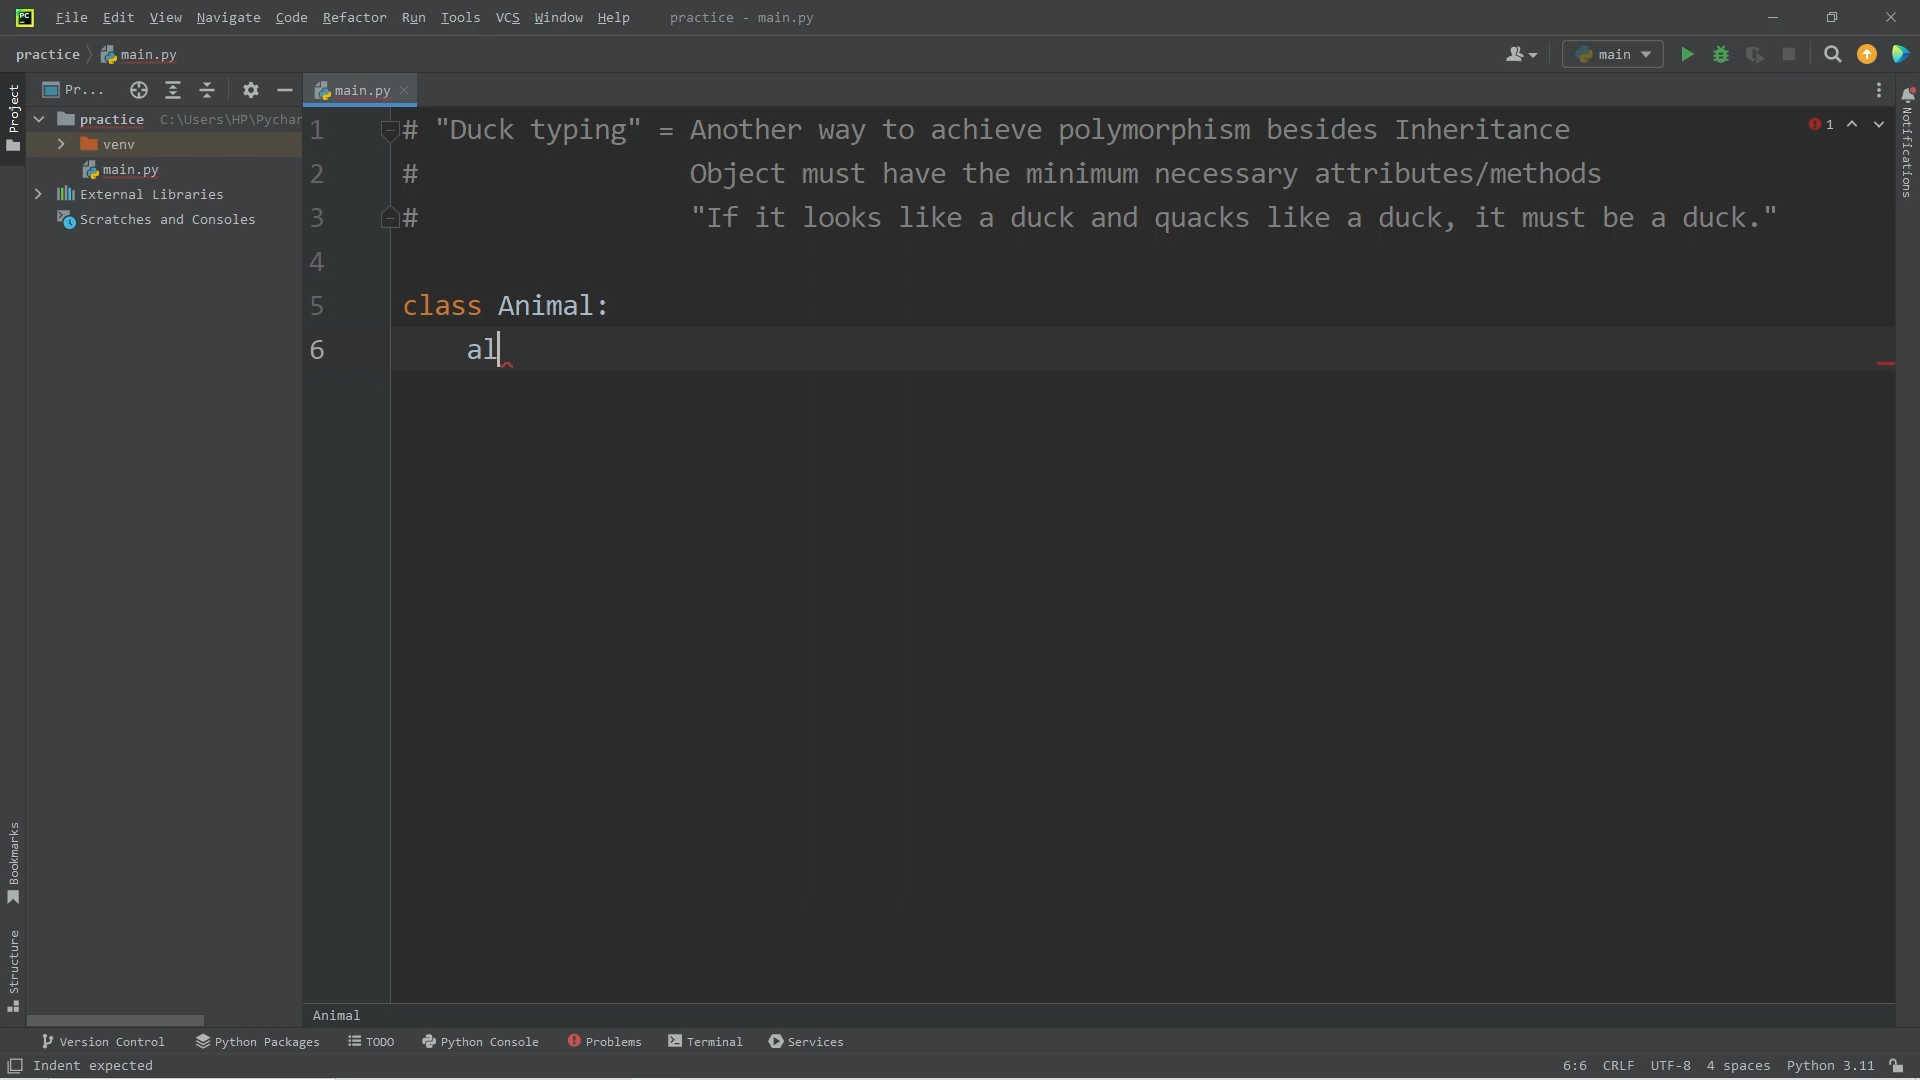 PC
File Edit View Navigate Code Refactor Run Tools VCS Window Help practice - main.py
practice main.py
main
Project
Pr...
main.py
practice C:\Users\HP\Pychar
venv
main.py
External Libraries
Scratches and Consoles
1 # "Duck typing" = Another way to achieve polymorphism besides Inheritance
2 # Object must have the minimum necessary attributes/methods
3 # "If it looks like a duck and quacks like a duck, it must be a duck."
4
5 class Animal:
6 al
1
Notifications
Bookmarks
Structure
Animal
Version Control Python Packages TODO Python Console Problems Terminal Services
Indent expected
6:6 CRLF UTF-8 4 spaces Python 3.11